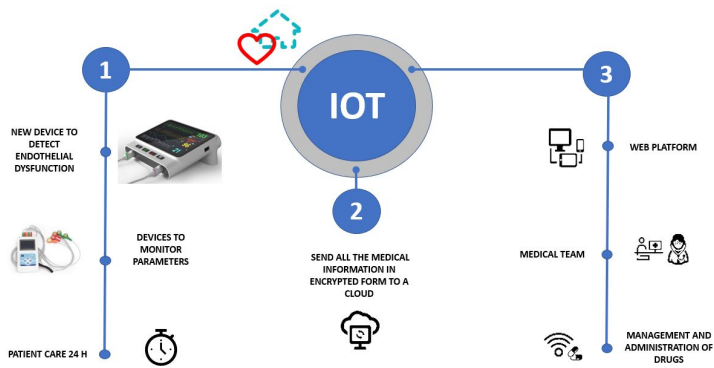 1
IOT
3
NEW DEVICE TO
DETECT
ENDOTHELIAL
DYSFUNCTION
WEB PLATFORM
2
DEVICES TO
MONITOR
PARAMETERS
SEND ALL THE MEDICAL
INFORMATION IN
ENCRYPTED FORM TO A
CLOUD
MEDICAL TEAM
PATIENT CARE 24 H
MANAGEMENT AND
ADMINISTRATION OF
DRUGS